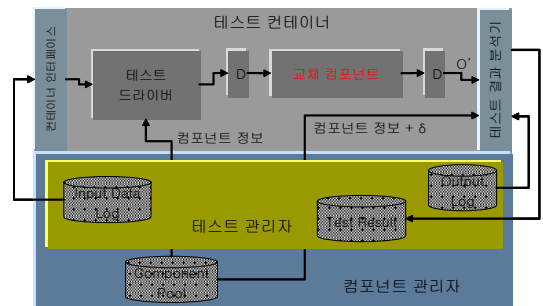 테스트 컨테이너
컨테이너 인터페이스
테스트
드라이버
D
교체 컴포넌트
D
O'
테스트 결과 분석기
컴포넌트 정보
컴포넌트 정보 + δ
Input Data
Log
테스트 관리자
Test Result
Output
Log
Component
Pool
컴포넌트 관리자